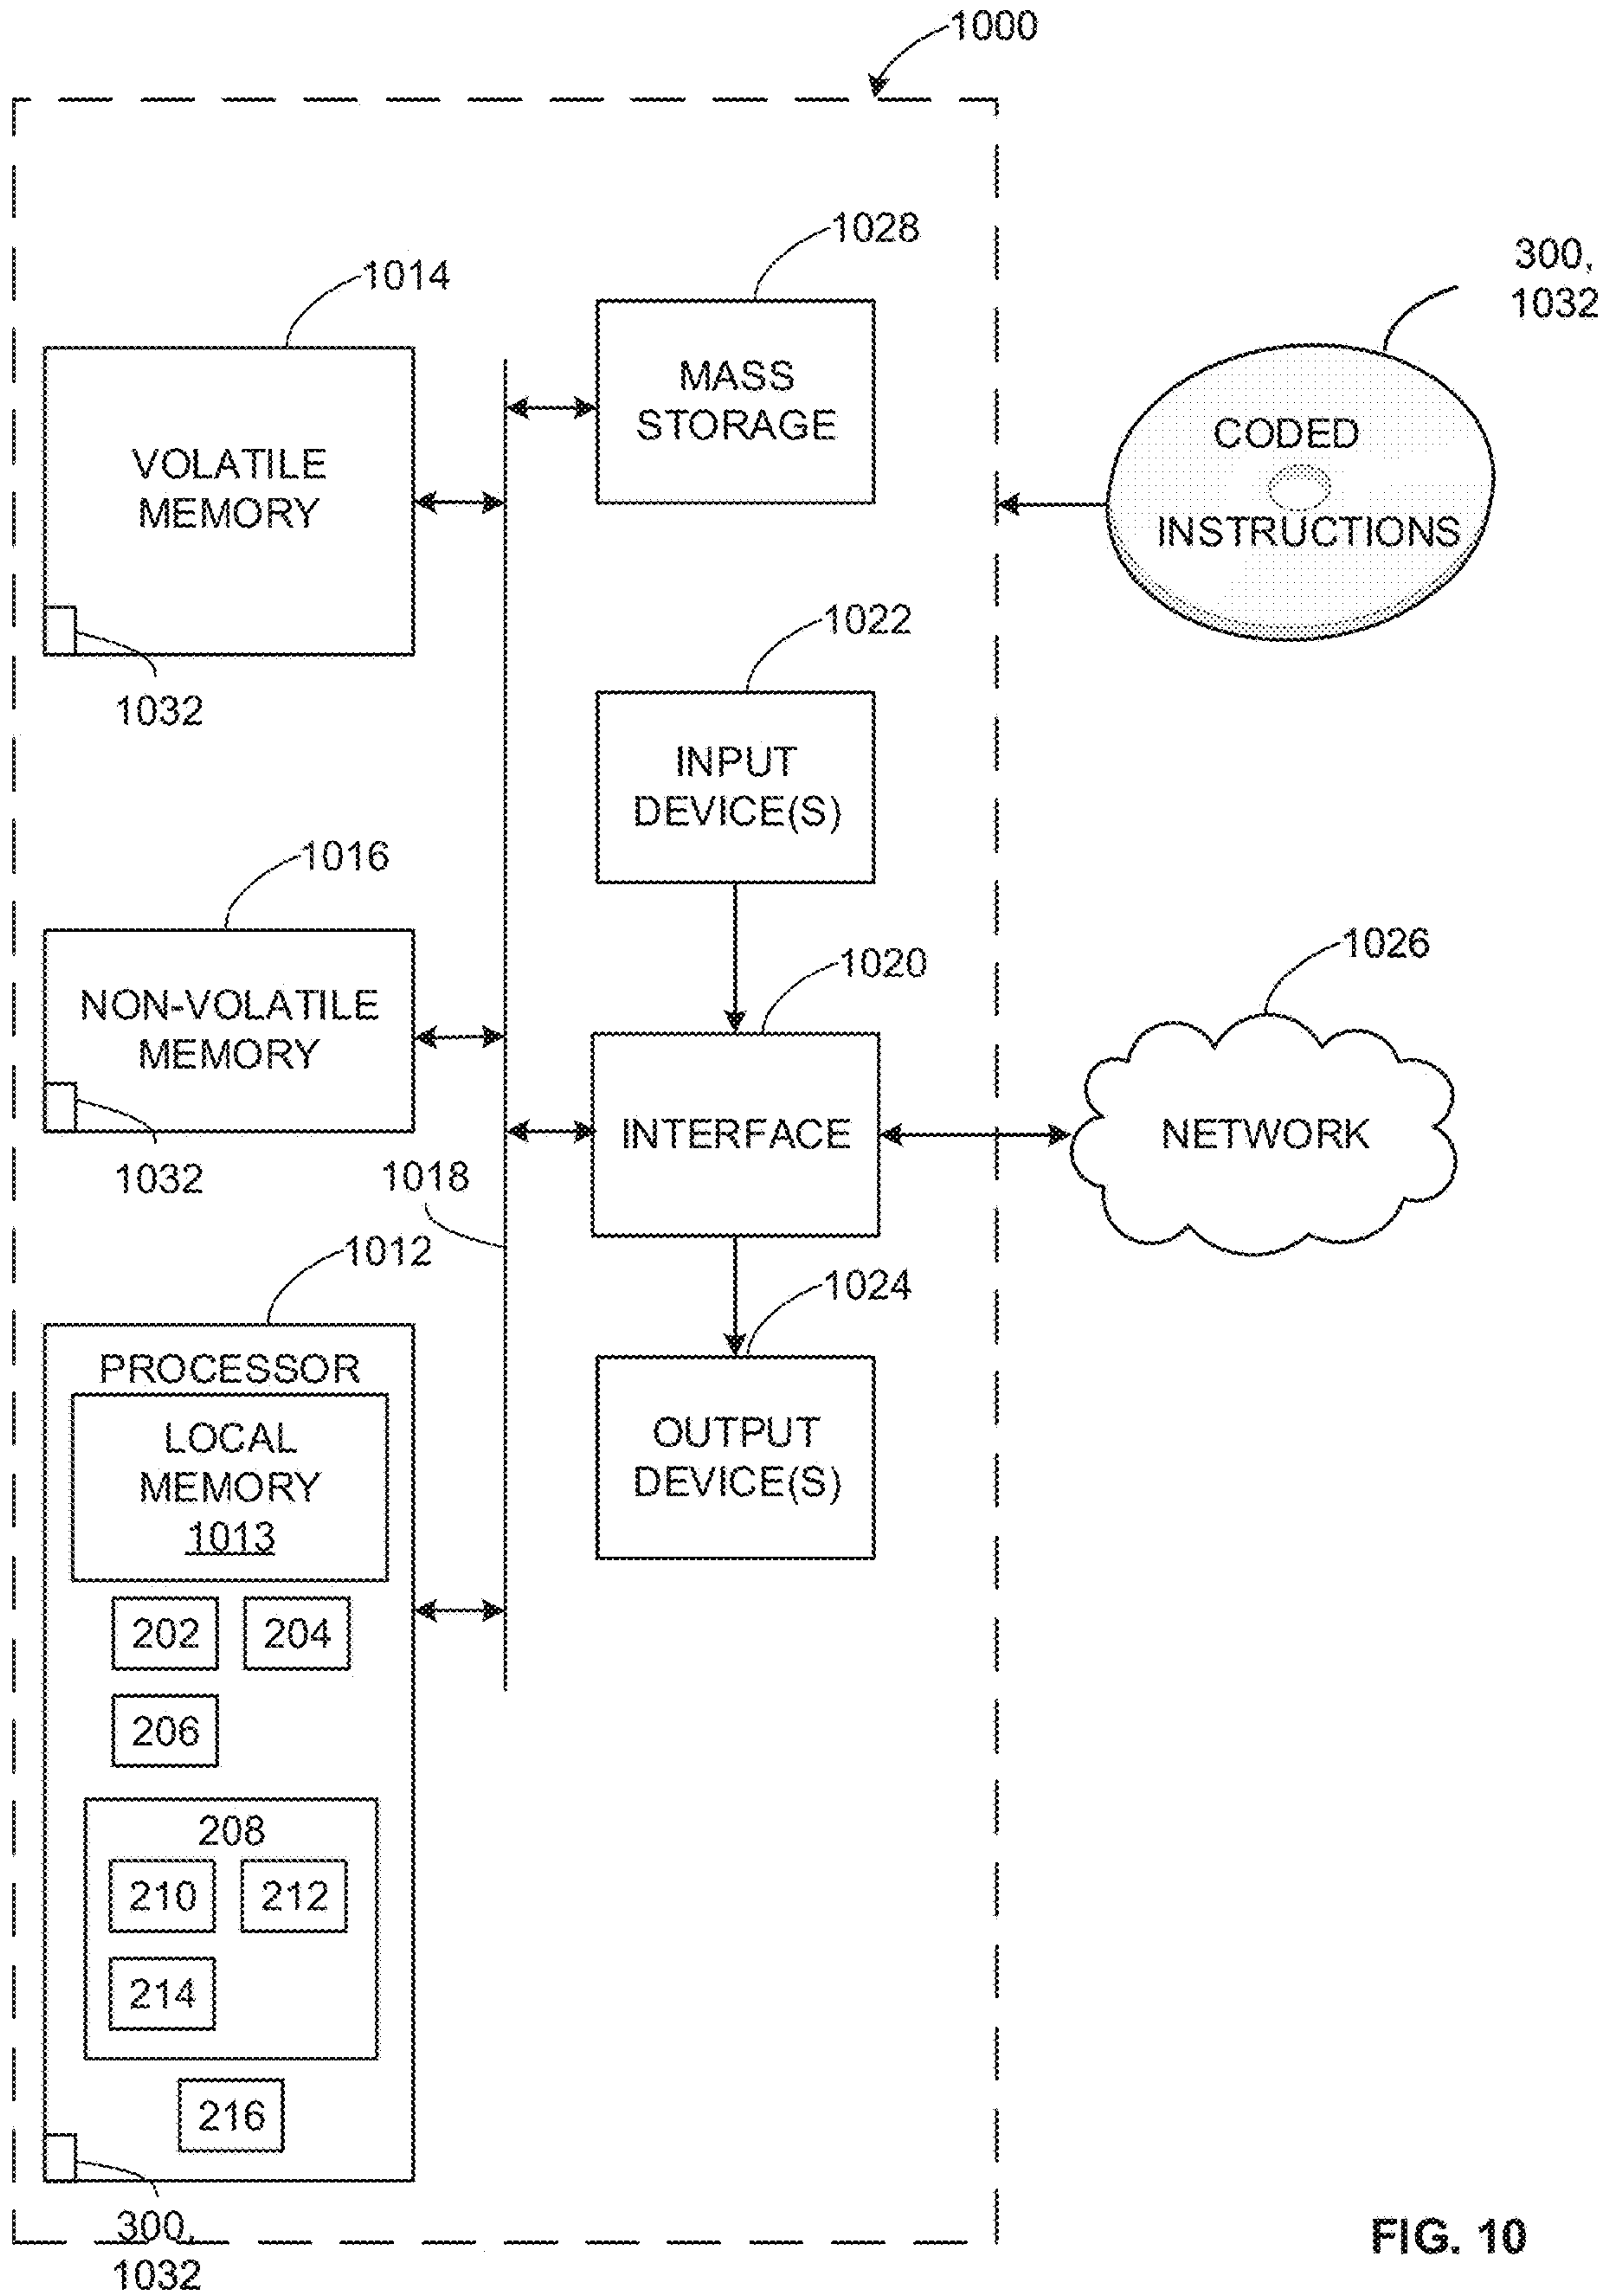 1000
1028
1014
300,
1032
MASS
STORAGE
VOLATILE
MEMORY
CODED
INSTRUCTIONS
1022
1032
INPUT
DEVICE(S)
1016
1020
1026
NON-VOLATILE
MEMORY
INTERFACE
NETWORK
1032
1018
1012
1024
PROCESSOR
LOCAL
MEMORY
1013
OUTPUT
DEVICE(S)
202
204
206
208
210
212
214
216
300,
1032
FIG. 10